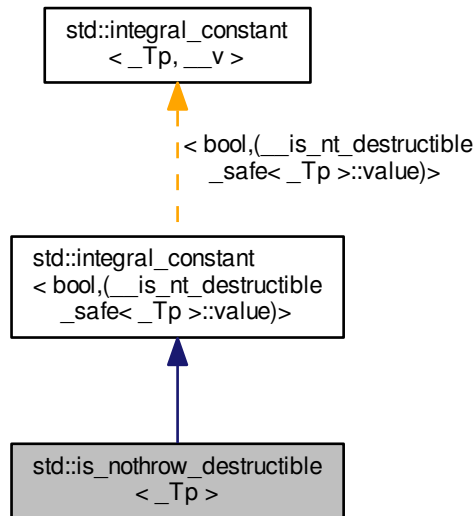 std::integral_constant
< _Tp, __v >
< bool,(__is_nt_destructible
_safe< _Tp >::value)>
std::integral_constant
< bool,(__is_nt_destructible
_safe< _Tp >::value)>
std::is_nothrow_destructible
< _Tp >